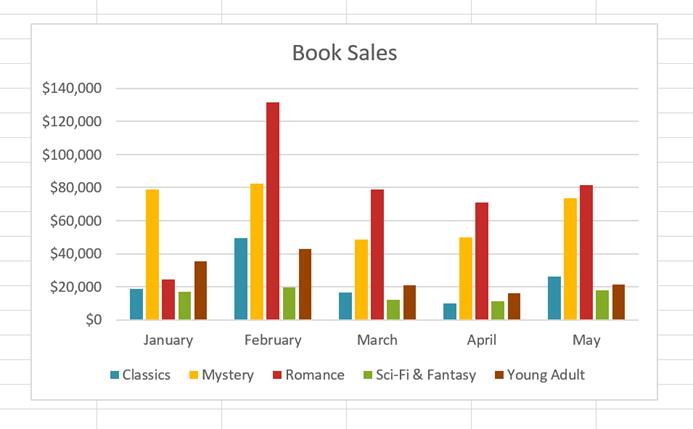 Book Sales
$140,000
$120,000
$100,000
$80,000
$60,000
$40,000
$20,000
$0
January February March April May
Classics Mystery Romance Sci-Fi & Fantasy Young Adult